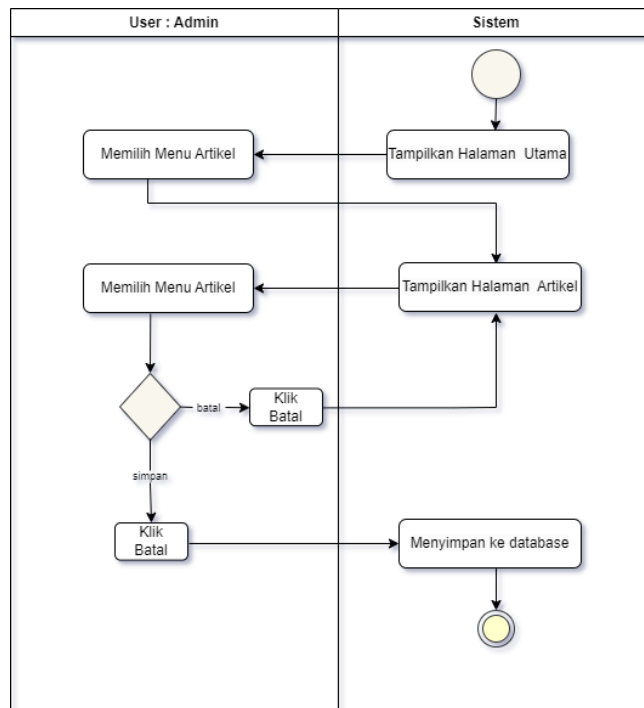 User : Admin
Sistem
Memilih Menu Artikel
Tampilkan Halaman Utama
Memilih Menu Artikel
Tampilkan Halaman Artikel
batal
Klik
Batal
simpan
Klik
Batal
Menyimpan ke database